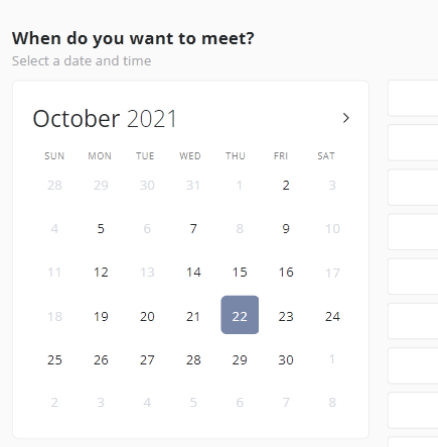 When do you want to meet?
Select a date and time
October 2021
SUN MON TUE WED THU FRI SAT
28 29 30 31 1 2 3
4 5 6 7 8 9 10
11 12 13 14 15 16 17
18 19 20 21 22 23 24
25 26 27 28 29 30 1
2 3 4 5 6 7 8